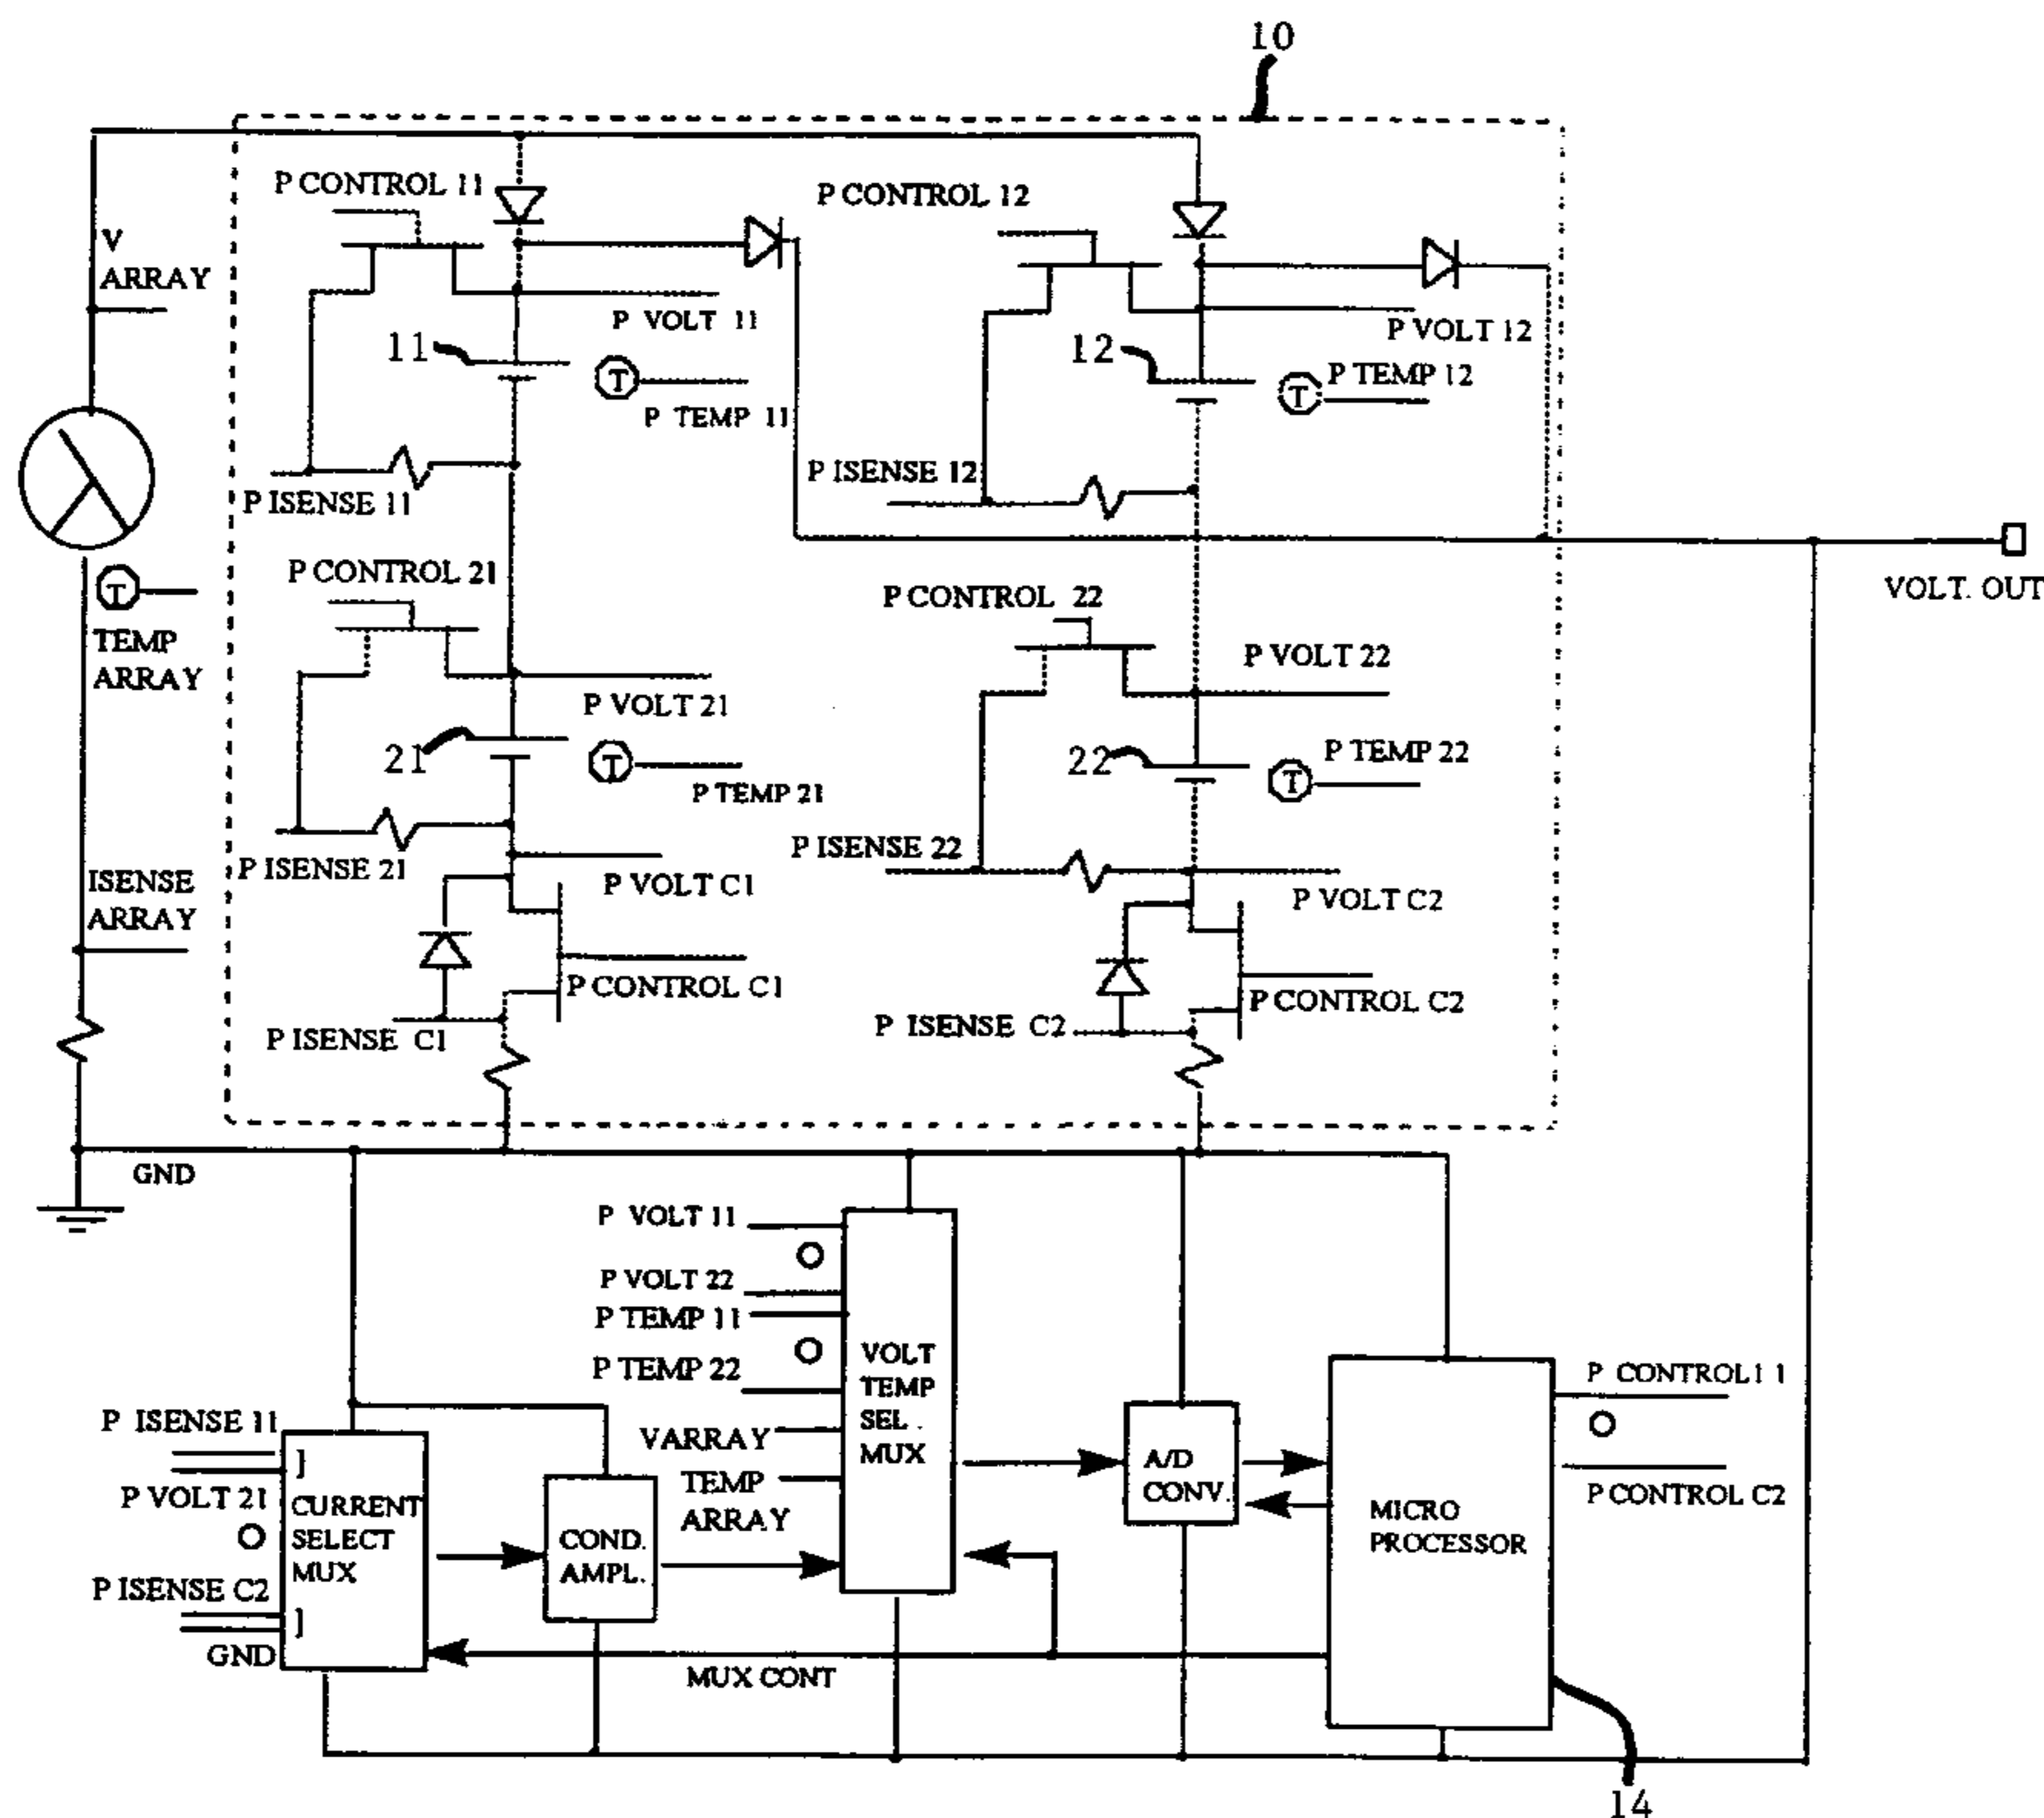 10
P CONTROL 11
P CONTROL 12
V
ARRAY
P VOLT 11
P VOLT 12
11
12
T
P TEMP 11
T
P TEMP 12
P ISENSE 11
P ISENSE 12
T
TEMP
ARRAY
P CONTROL 21
P CONTROL 22
VOLT. OUT
P VOLT 21
P VOLT 22
21
22
T
P TEMP 21
T
P TEMP 22
P ISENSE 21
P ISENSE 22
ISENSE
ARRAY
P VOLT C1
P VOLT C2
P CONTROL C1
P CONTROL C2
P ISENSE C1
P ISENSE C2
GND
P VOLT 11
P VOLT 22
P TEMP 11
P TEMP 22
VARRAY
TEMP
ARRAY
VOLT
TEMP
SEL.
MUX
P ISENSE 11
P VOLT 21
P ISENSE C2
GND
]
]
CURRENT
SELECT
MUX
COND.
AMPL.
A/D
CONV.
MICRO
PROCESSOR
P CONTROL11
P CONTROL C2
MUX CONT
14